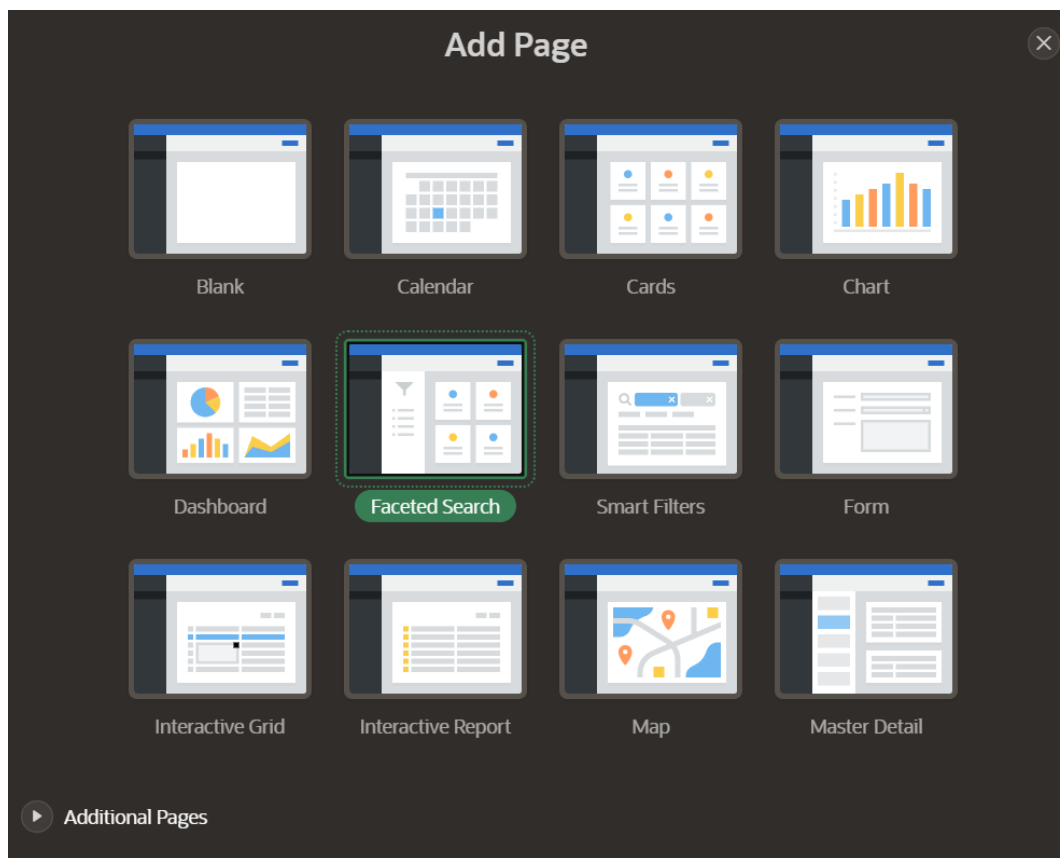 Add Page
Blank
Calendar
Cards
Chart
Dashboard
Faceted Search
Smart Filters
Form
Interactive Grid
Interactive Report
Map
Master Detail
Additional Pages